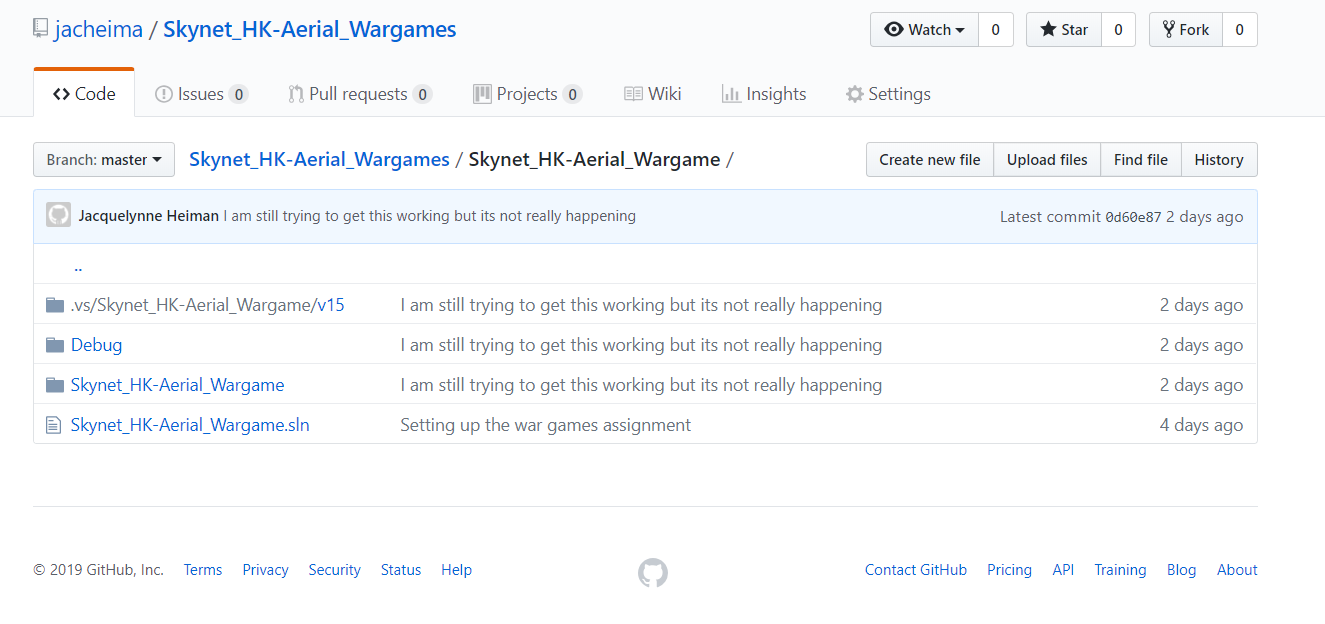 jacheima / Skynet_HK-Aerial_Wargames Watch 0 Star 0 Fork 0
Code Issues 0 Pull requests 0 Projects 0 Wiki Insights Settings
Branch: master Skynet_HK-Aerial_Wargames / Skynet_HK-Aerial_Wargame / Create new file Upload files Find file History
Jacquelynne Heiman I am still trying to get this working but its not really happening Latest commit 0d60e87 2 days ago
..
.vs/Skynet_HK-Aerial_Wargame/v15 I am still trying to get this working but its not really happening 2 days ago
Debug I am still trying to get this working but its not really happening 2 days ago
Skynet_HK-Aerial_Wargame I am still trying to get this working but its not really happening 2 days ago
Skynet_HK-Aerial_Wargame.sln Setting up the war games assignment 4 days ago
© 2019 GitHub, Inc. Terms Privacy Security Status Help Contact GitHub Pricing API Training Blog About